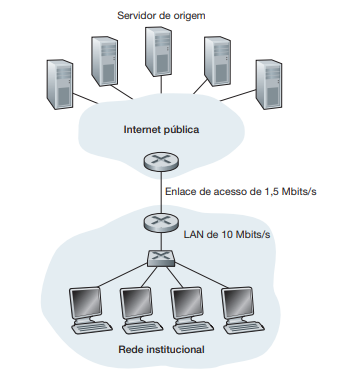 Servidor de origem
Internet pública
Enlace de acesso de 1,5 Mbits/s
LAN de 10 Mbits/s
Rede institucional